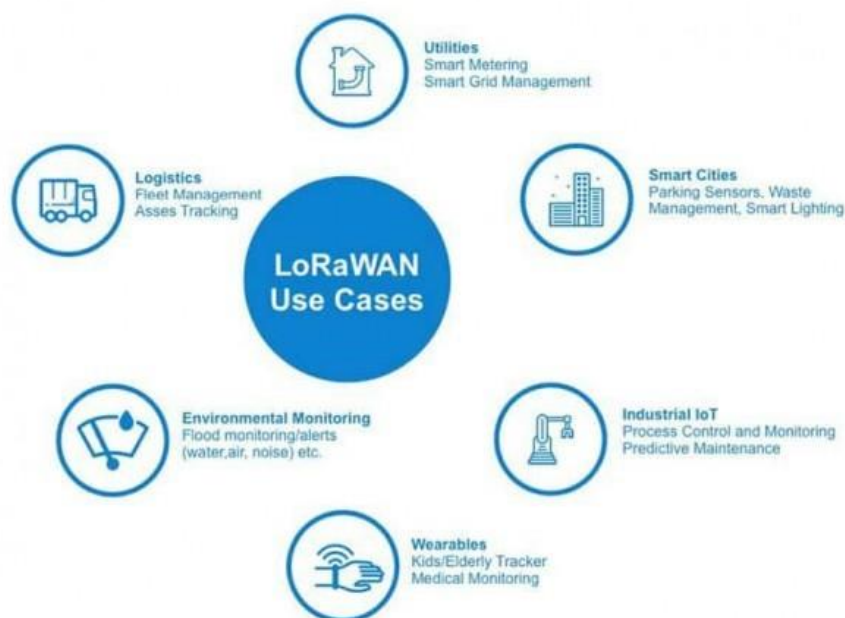 Utilities
Smart Metering
Smart Grid Management
Logistics
Fleet Management
Asses Tracking
Smart Cities
Parking Sensors, Waste
Management, Smart Lighting
LoRaWAN
Use Cases
Environmental Monitoring
Flood monitoring/alerts
(water,air, noise) etc.
Industrial IoT
Process Control and Monitoring
Predictive Maintenance
Wearables
Kids/Elderly Tracker
Medical Monitoring